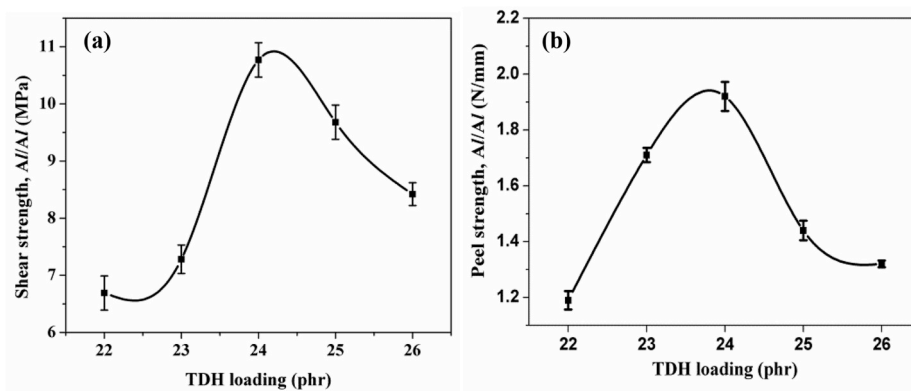 (a)
Shear strength, Al/Al (MPa)
11
10
9
8
7
6
22 23 24 25 26
TDH loading (phr)
(b)
Peel strength, Al/Al (N/mm)
2.2
2.0
1.8
1.6
1.4
1.2
22 23 24 25 26
TDH loading (phr)